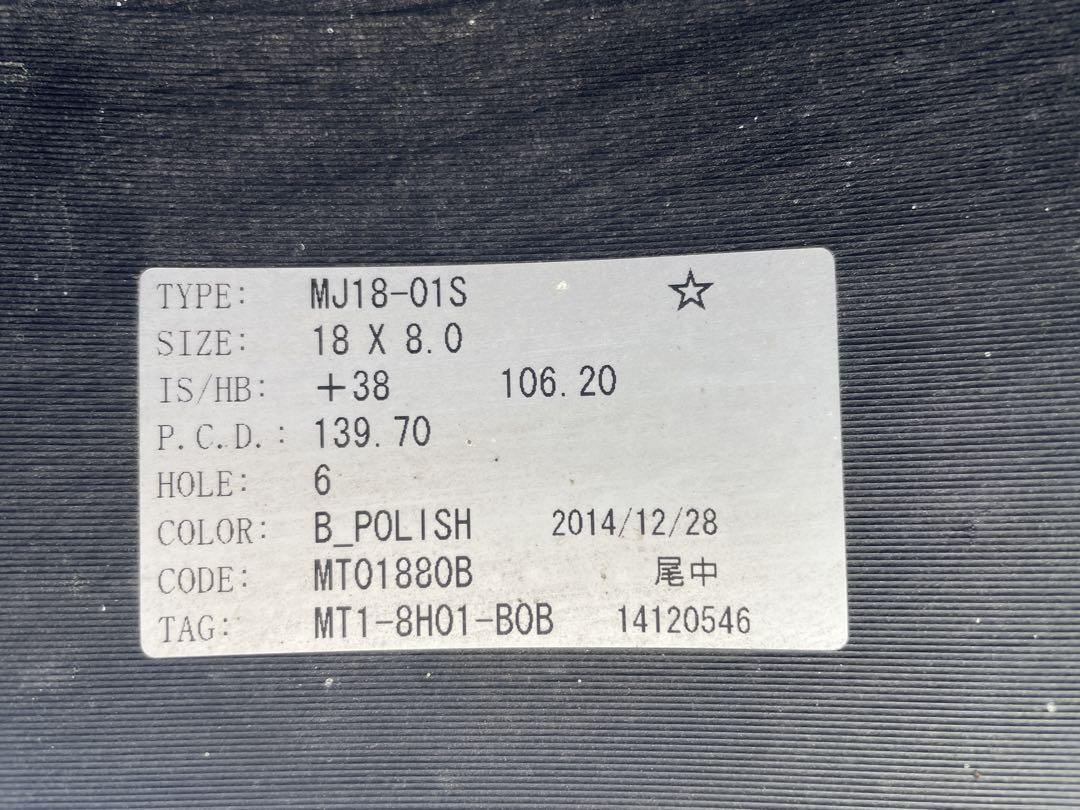 TYPE: MJ18-01S ☆
SIZE: 18 X 8.0
IS/HB: +38 106.20
P.C.D.: 139.70
HOLE: 6
COLOR: B_POLISH 2014/12/28
CODE: MT01880B 尾中
TAG: MT1-8H01-B0B 14120546